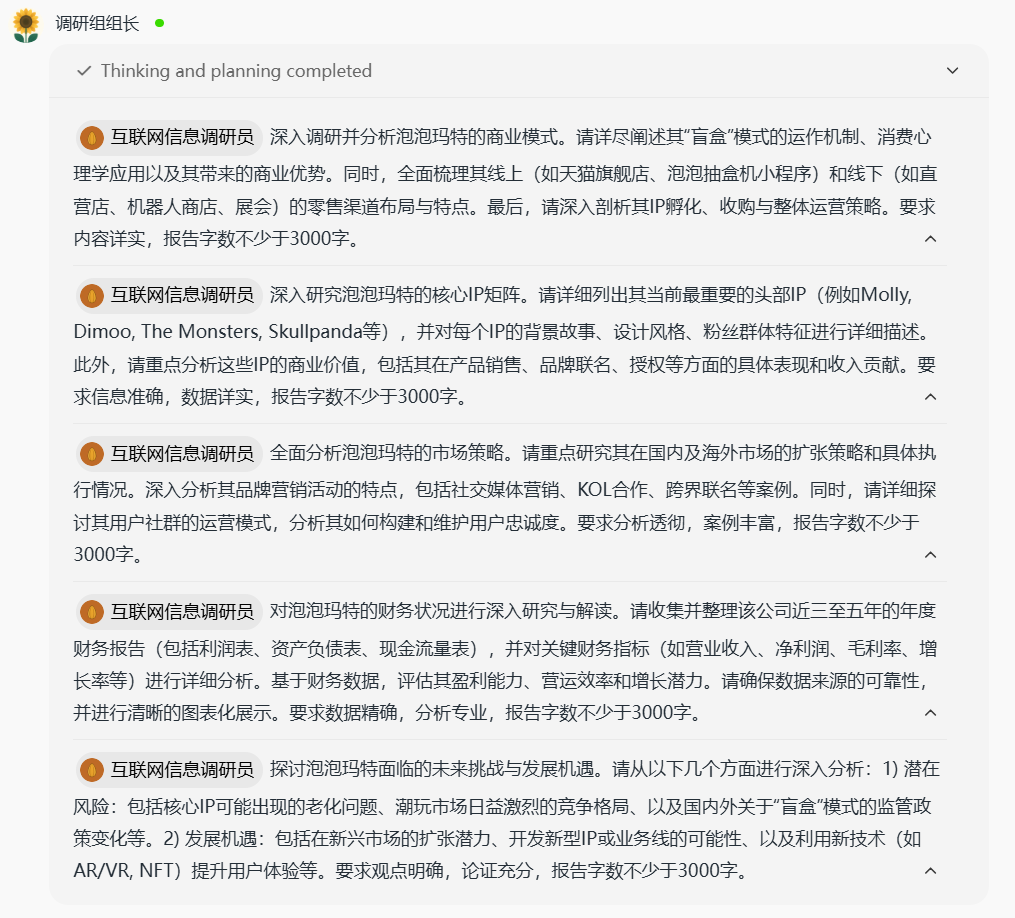 调研组组长
Thinking and planning completed
互联网信息调研员 深入调研并分析泡泡玛特的商业模式。请详尽阐述其“盲盒”模式的运作机制、消费心
理学应用以及其带来的商业优势。同时，全面梳理其线上（如天猫旗舰店、泡泡抽盒机小程序）和线下（如直
营店、机器人商店、展会）的零售渠道布局与特点。最后，请深入剖析其IP孵化、收购与整体运营策略。要求
内容详实，报告字数不少于3000字。
互联网信息调研员 深入研究泡泡玛特的核心IP矩阵。请详细列出其当前最重要的头部IP（例如Molly,
Dimoo, The Monsters, Skullpanda等），并对每个IP的背景故事、设计风格、粉丝群体特征进行详细描述。
此外，请重点分析这些IP的商业价值，包括其在产品销售、品牌联名、授权等方面的具体表现和收入贡献。要
求信息准确，数据详实，报告字数不少于3000字。
互联网信息调研员 全面分析泡泡玛特的市场策略。请重点研究其在国内及海外市场的扩张策略和具体执
行情况。深入分析其品牌营销活动的特点，包括社交媒体营销、KOL合作、跨界联名等案例。同时，请详细探
讨其用户社群的运营模式，分析其如何构建和维护用户忠诚度。要求分析透彻，案例丰富，报告字数不少于
3000字。
互联网信息调研员 对泡泡玛特的财务状况进行深入研究与解读。请收集并整理该公司近三至五年的年度
财务报告（包括利润表、资产负债表、现金流量表），并对关键财务指标（如营业收入、净利润、毛利率、增
长率等）进行详细分析。基于财务数据，评估其盈利能力、营运效率和增长潜力。请确保数据来源的可靠性，
并进行清晰的图表化展示。要求数据精确，分析专业，报告字数不少于3000字。
互联网信息调研员 探讨泡泡玛特面临的未来挑战与发展机遇。请从以下几个方面进行深入分析：1) 潜在
风险：包括核心IP可能出现的老化问题、潮玩市场日益激烈的竞争格局、以及国内外关于“盲盒”模式的监管政
策变化等。2) 发展机遇：包括在新兴市场的扩张潜力、开发新型IP或业务线的可能性、以及利用新技术（如
AR/VR, NFT）提升用户体验等。要求观点明确，论证充分，报告字数不少于3000字。